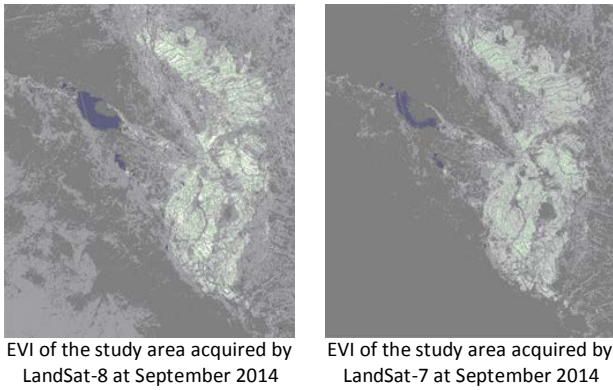 EVI of the study area acquired by
LandSat-8 at September 2014
EVI of the study area acquired by
LandSat-7 at September 2014